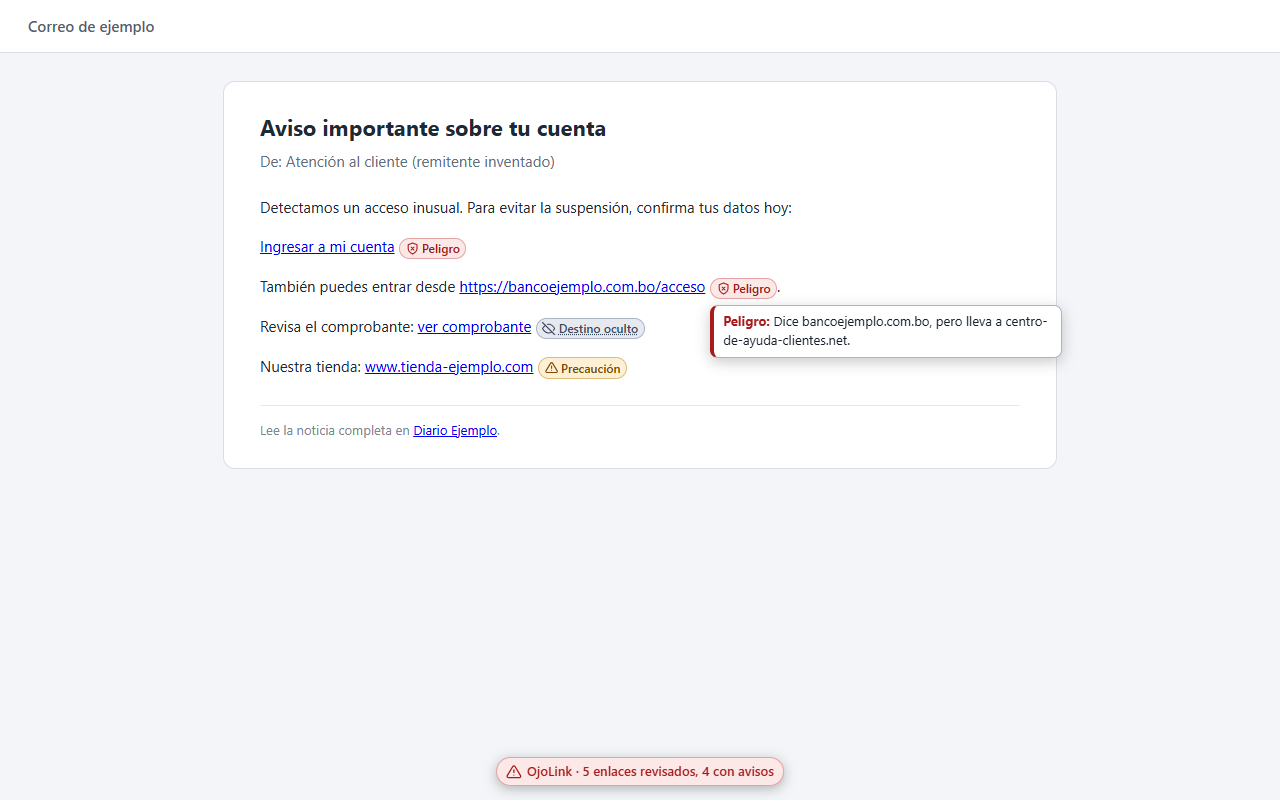 Correo de ejemplo
Aviso importante sobre tu cuenta
De: Atención al cliente (remitente inventado)
Detectamos un acceso inusual. Para evitar la suspensión, confirma tus datos hoy:
Ingresar a mi cuenta Peligro
También puedes entrar desde https://bancoejemplo.com.bo/acceso Peligro.
Peligro: Dice bancoejemplo.com.bo, pero lleva a centro-
de-ayuda-clientes.net.
Revisa el comprobante: ver comprobante Destino oculto
Nuestra tienda: www.tienda-ejemplo.com Precaución
Lee la noticia completa en Diario Ejemplo.
OjoLink · 5 enlaces revisados, 4 con avisos